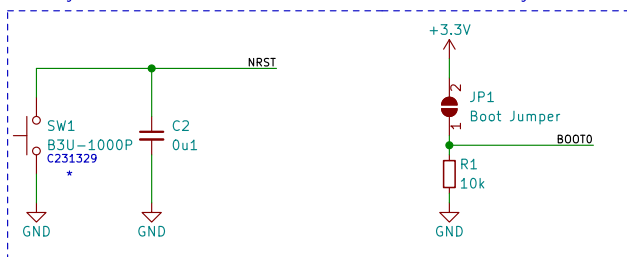 +3.3V
NRST
2
JP1
Boot Jumper
1
SW1
B3U-1000P
C231329
*
C2
0u1
BOOT0
R1
10k
GND
GND
GND